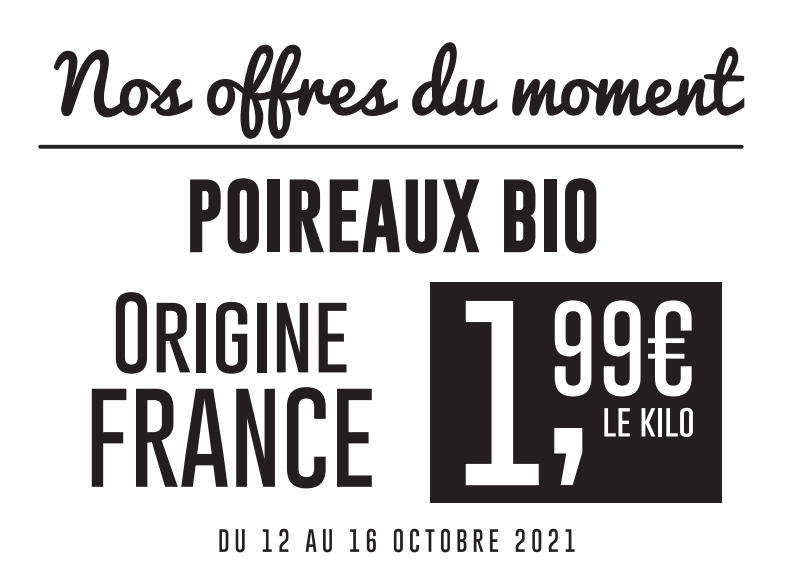 Nos offres du moment
POIREAUX BIO
ORIGINE
FRANCE
1,99€
LE KILO
DU 12 AU 16 OCTOBRE 2021